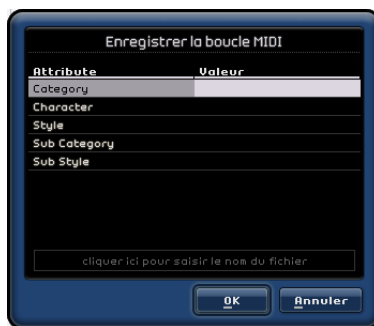 Enregistrer la boucle MIDI
Attribute Valeur
Category
Character
Style
Sub Category
Sub Style
cliquer ici pour saisir le nom du fichier
OK Annuler